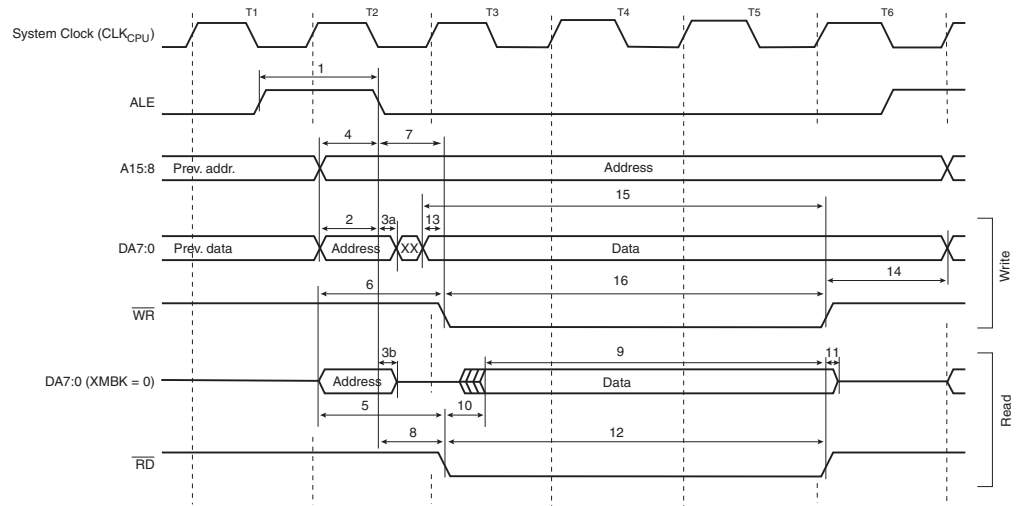 T1 T2 T3 T4 T5 T6
System Clock (CLKCPU)
1
ALE
4 7
A15:8 Prev. addr. Address
15
2 3a 13
DA7:0 Prev. data Address XX Data
14
6 16
WR
Write
3b 9 11
DA7:0 (XMBK = 0) Address Data
5 10
8 12
RD
Read